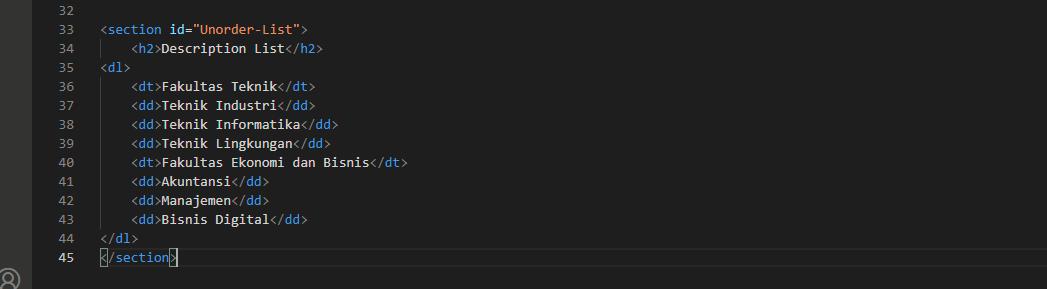 32
33 <section id="Unorder-List">
34 <h2>Description List</h2>
35 <dl>
36 <dt>Fakultas Teknik</dt>
37 <dd>Teknik Industri</dd>
38 <dd>Teknik Informatika</dd>
39 <dd>Teknik Lingkungan</dd>
40 <dt>Fakultas Ekonomi dan Bisnis</dt>
41 <dd>Akuntansi</dd>
42 <dd>Manajemen</dd>
43 <dd>Bisnis Digital</dd>
44 </dl>
45 </section>